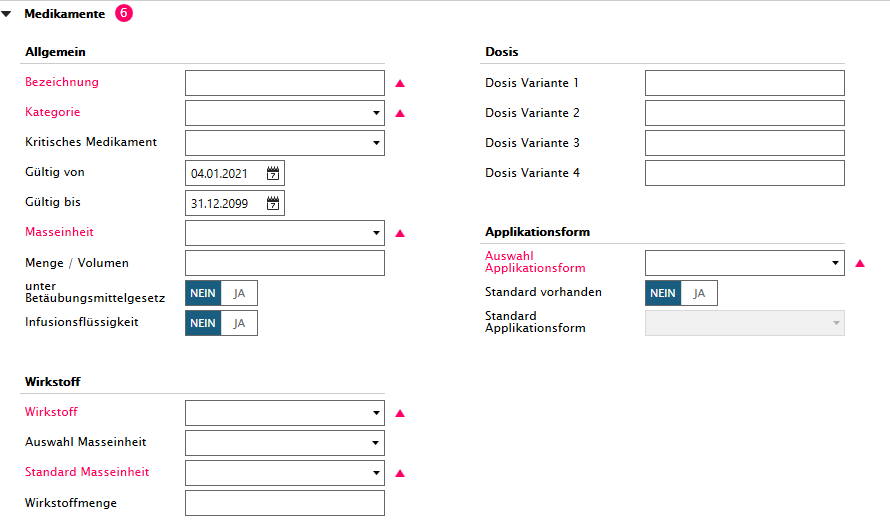 Medikamente 6
Allgemein
Bezeichnung
Kategorie
Kritisches Medikament
Gültig von 04.01.2021 7
Gültig bis 31.12.2099 7
Masseinheit
Menge / Volumen
unter
Betäubungsmittelgesetz NEIN JA
Infusionsflüssigkeit NEIN JA
Wirkstoff
Wirkstoff
Auswahl Masseinheit
Standard Masseinheit
Wirkstoffmenge
Dosis
Dosis Variante 1
Dosis Variante 2
Dosis Variante 3
Dosis Variante 4
Applikationsform
Auswahl
Applikationsform
Standard vorhanden NEIN JA
Standard
Applikationsform